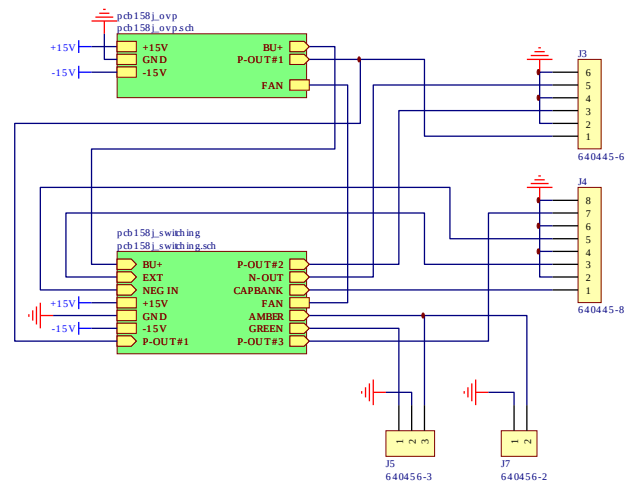 pcb158j_ovp
pcb158j_ovp.sch
+15V
+15V
GND
-15V
-15V
BU+
P-OUT#1
FAN
J3
6
5
4
3
2
1
640445-6
J4
8
7
6
5
4
3
2
1
640445-8
pcb158j_switching
pcb158j_switching.sch
BU+
EXT
NEG IN
+15V
+15V
GND
-15V
-15V
P-OUT#1
P-OUT#2
N-OUT
CAPBANK
FAN
AMBER
GREEN
P-OUT#3
1
2
3
J5
640456-3
1
2
J7
640456-2